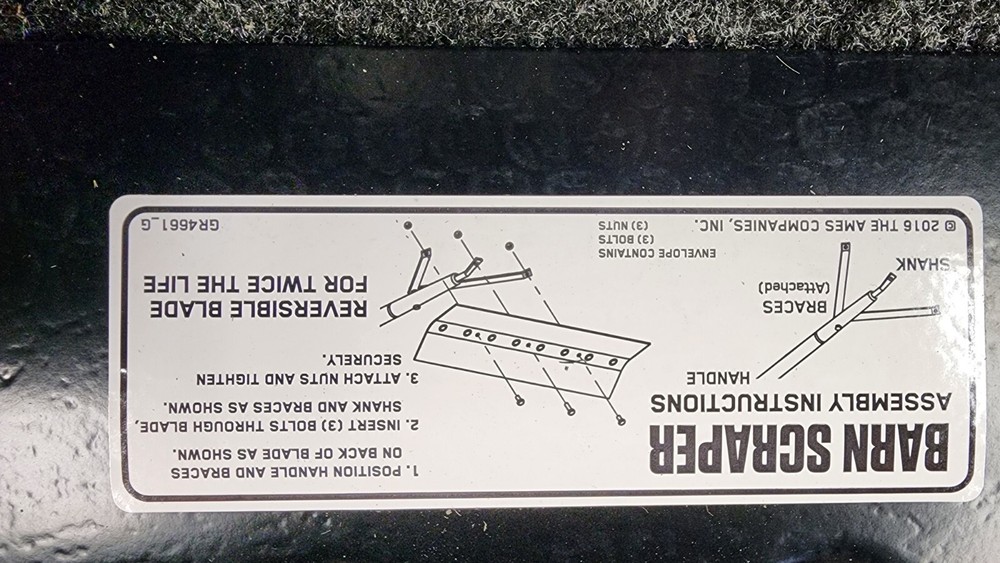 BARN SCRAPER
ASSEMBLY INSTRUCTIONS
HANDLE
BRACES
(Attached)
SHANK
ENVELOPE CONTAINS
(3) BOLTS
(3) NUTS
© 2016 THE AMES COMPANIES, INC.
1. POSITION HANDLE AND BRACES
ON BACK OF BLADE AS SHOWN.
2. INSERT (3) BOLTS THROUGH BLADE,
SHANK AND BRACES AS SHOWN.
3. ATTACH NUTS AND TIGHTEN
SECURELY.
REVERSIBLE BLADE
FOR TWICE THE LIFE
GR4661_G